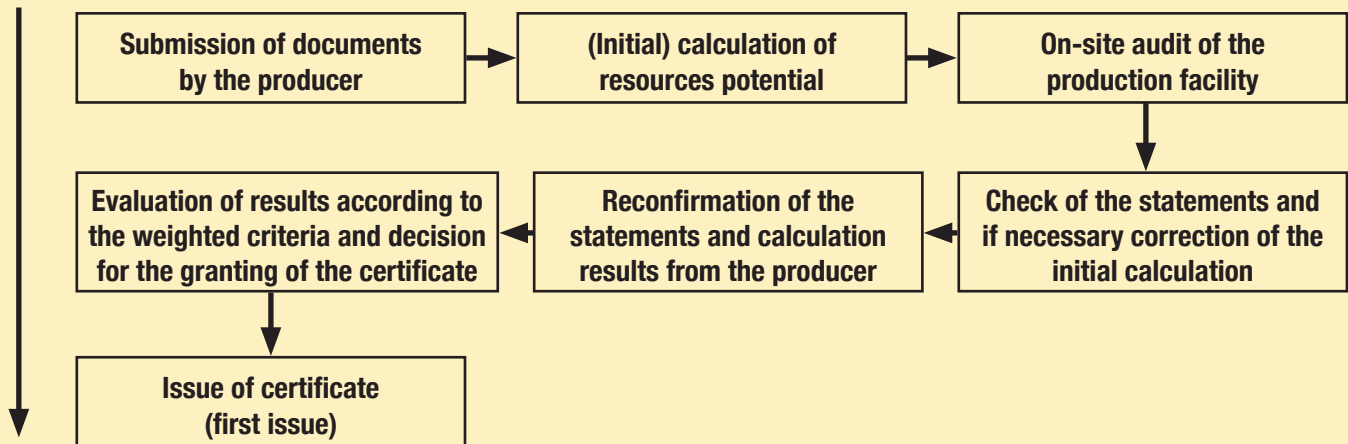 Submission of documents
by the producer
(Initial) calculation of
resources potential
On-site audit of the
production facility
Check of the statements and
if necessary correction of the
initial calculation
Reconfirmation of the
statements and calculation
results from the producer
Evaluation of results according to
the weighted criteria and decision
for the granting of the certificate
Issue of certificate
(first issue)